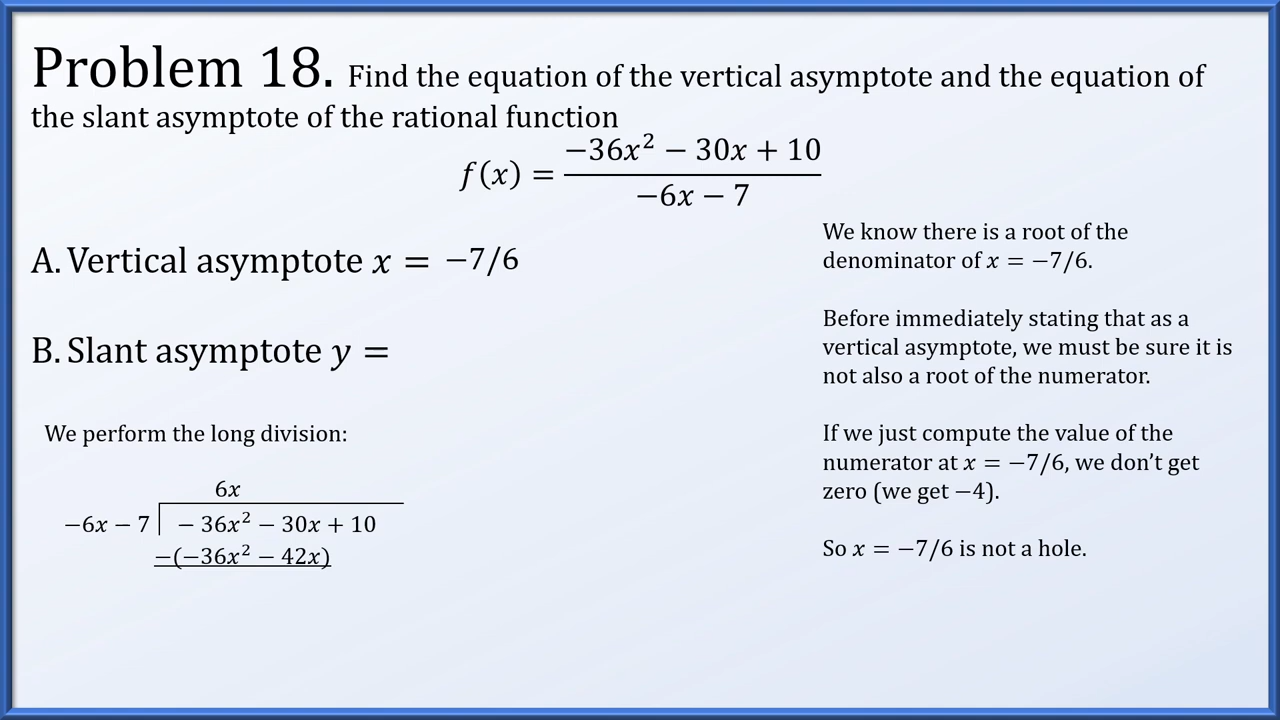 Problem 18. Find the equation of the vertical asymptote and the equation of
the slant asymptote of the rational function
f(x) = (−36x² − 30x + 10)/(−6x − 7)
A. Vertical asymptote x = −7/6
B. Slant asymptote y =
We perform the long division:
6x
−6x − 7 | − 36x² − 30x + 10
−(−36x² − 42x)
We know there is a root of the
denominator of x = −7/6.
Before immediately stating that as a
vertical asymptote, we must be sure it is
not also a root of the numerator.
If we just compute the value of the
numerator at x = −7/6, we don’t get
zero (we get −4).
So x = −7/6 is not a hole.